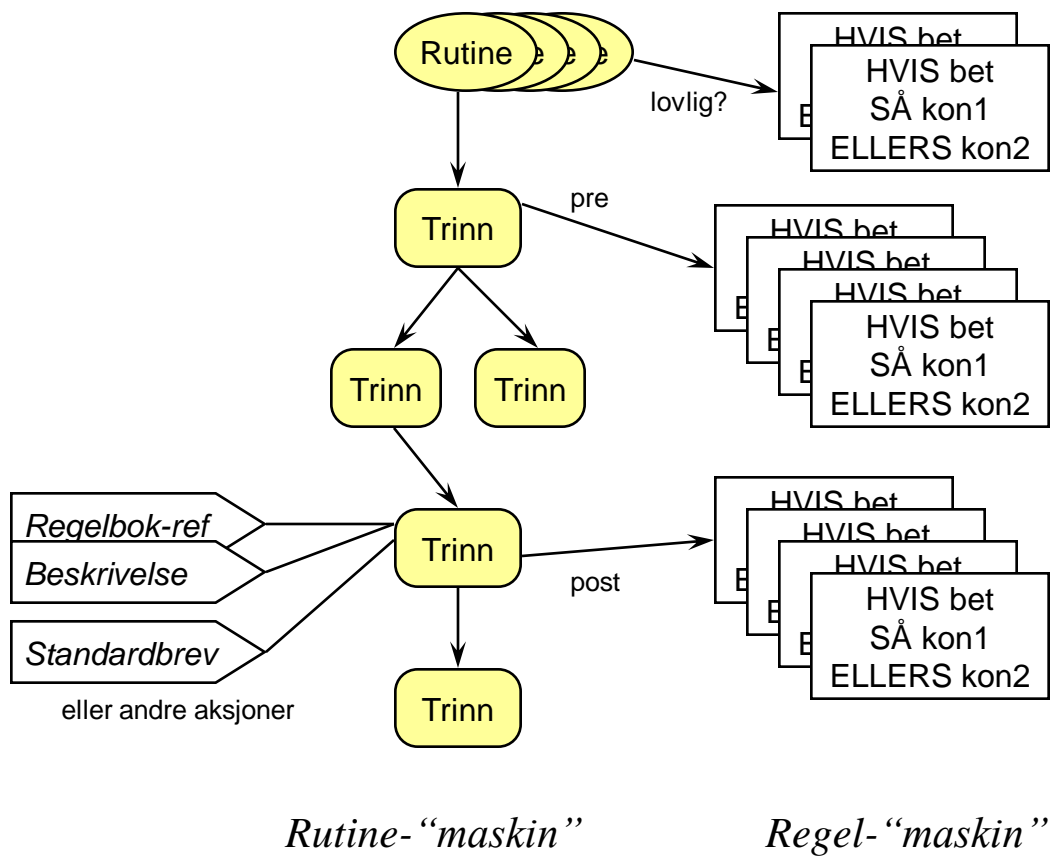 Rutine
e
e
e
lovlig?
HVIS bet
E
HVIS bet
SÅ kon1
ELLERS kon2
Trinn
pre
HVIS bet
E
HVIS bet
E
HVIS bet
E
HVIS bet
SÅ kon1
ELLERS kon2
Trinn
Trinn
Regelbok-ref
Beskrivelse
Standardbrev
eller andre aksjoner
Trinn
post
HVIS bet
E
HVIS bet
E
HVIS bet
E
HVIS bet
SÅ kon1
ELLERS kon2
Trinn
Rutine-“maskin”
Regel-“maskin”